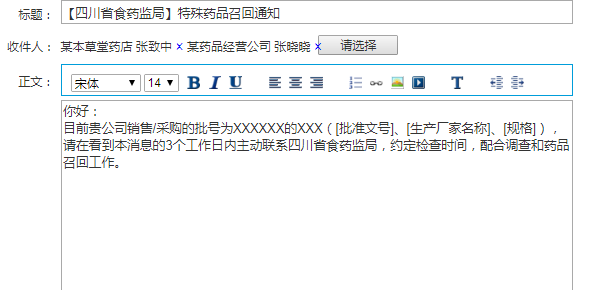 标题： 【四川省食药监局】特殊药品召回通知
收件人： 某本草堂药店 张致中 x 某药品经营公司 张晓晓 x 请选择
正文： 宋体 14 B I U T
你好：
目前贵公司销售/采购的批号为XXXXXX的XXX（[批准文号]、[生产厂家名称]、[规格]），
请在看到本消息的3个工作日内主动联系四川省食药监局，约定检查时间，配合调查和药品
召回工作。